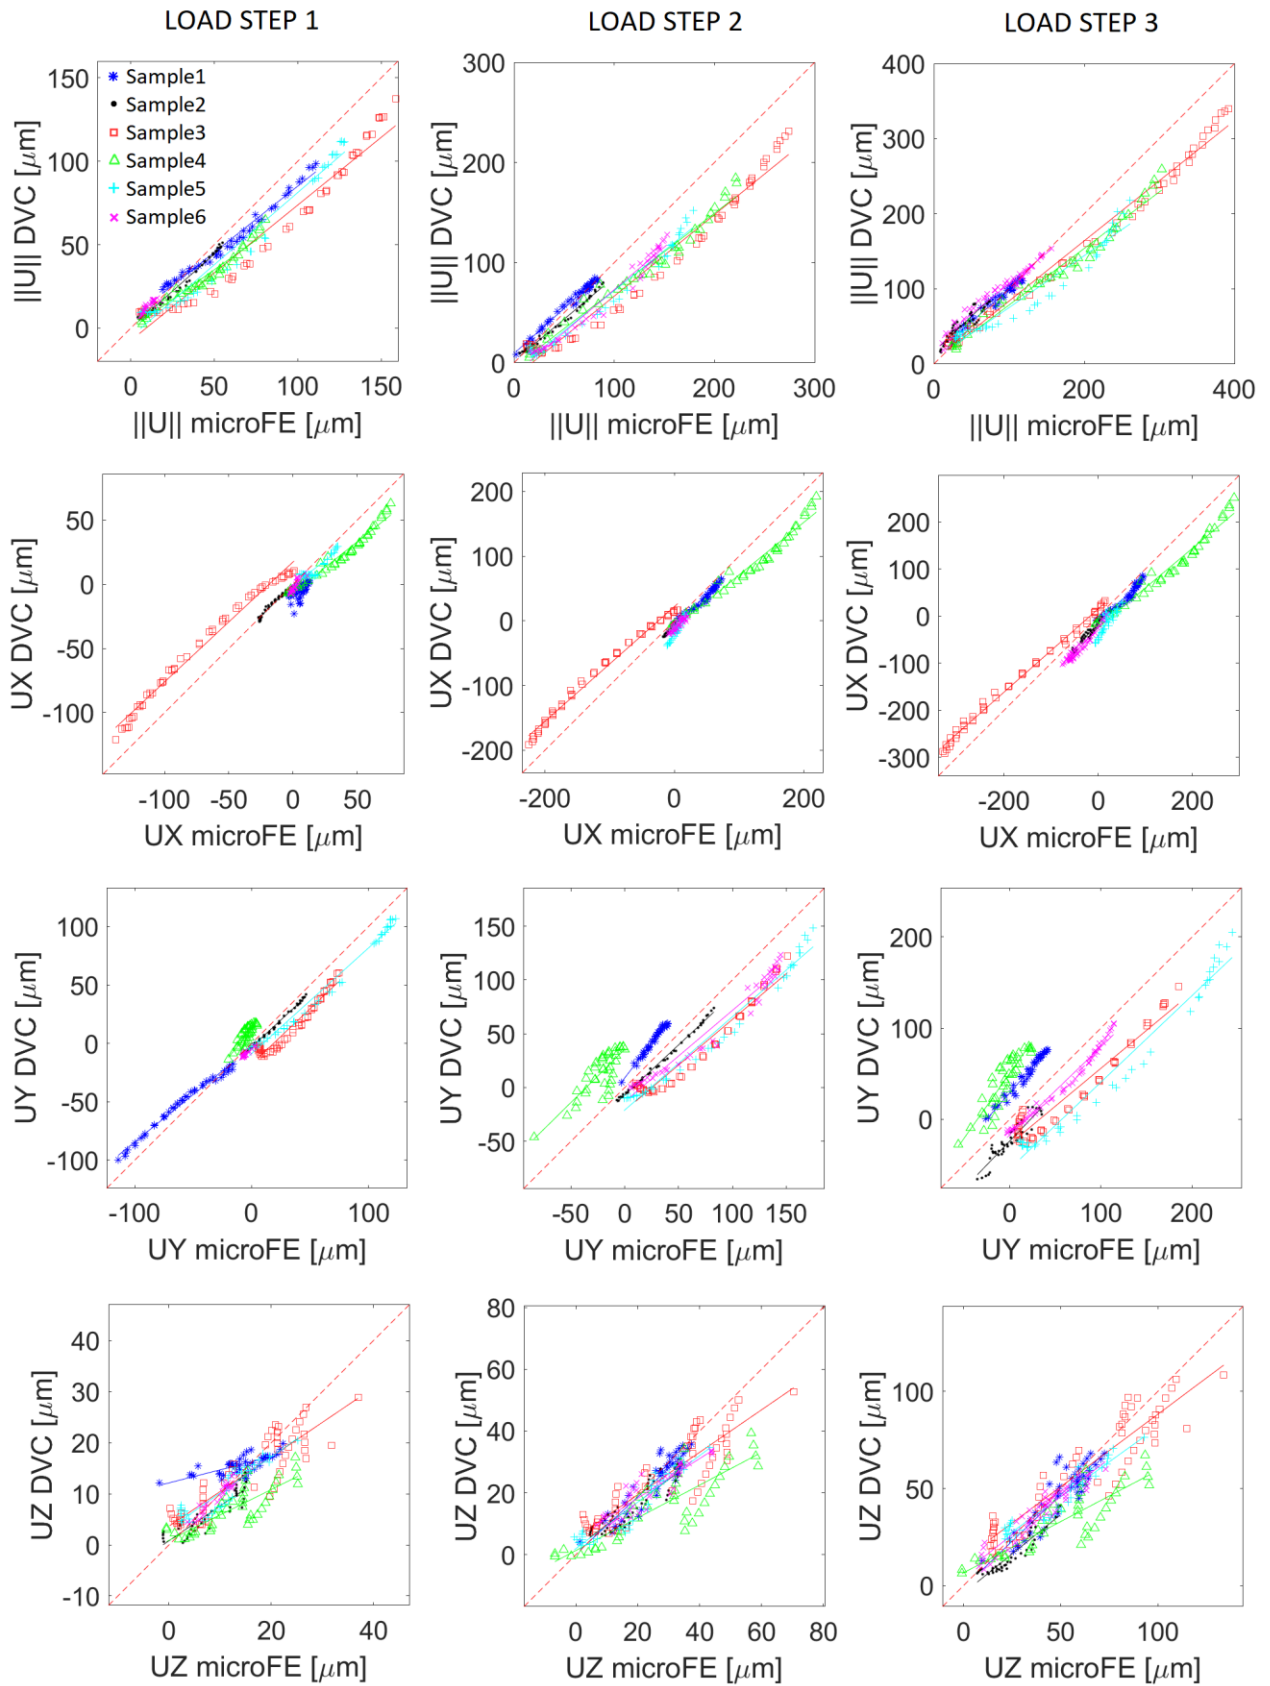 LOAD STEP 1
LOAD STEP 2
LOAD STEP 3
||U|| DVC [μm]
150
100
50
0
Sample1
Sample2
Sample3
Sample4
Sample5
Sample6
0 50 100 150
||U|| microFE [μm]
||U|| DVC [μm]
300
200
100
0
0 100 200 300
||U|| microFE [μm]
||U|| DVC [μm]
400
300
200
100
0
0 200 400
||U|| microFE [μm]
UX DVC [μm]
50
0
-50
-100
-100 -50 0 50
UX microFE [μm]
UX DVC [μm]
200
100
0
-100
-200
-200 0 200
UX microFE [μm]
UX DVC [μm]
200
100
0
-100
-200
-300
-200 0 200
UX microFE [μm]
UY DVC [μm]
100
50
0
-50
-100
-100 0 100
UY microFE [μm]
UY DVC [μm]
150
100
50
0
-50
-50 0 50 100 150
UY microFE [μm]
UY DVC [μm]
200
100
0
0 100 200
UY microFE [μm]
UZ DVC [μm]
40
30
20
10
0
-10
0 20 40
UZ microFE [μm]
UZ DVC [μm]
80
60
40
20
0
0 20 40 60 80
UZ microFE [μm]
UZ DVC [μm]
100
50
0
0 50 100
UZ microFE [μm]